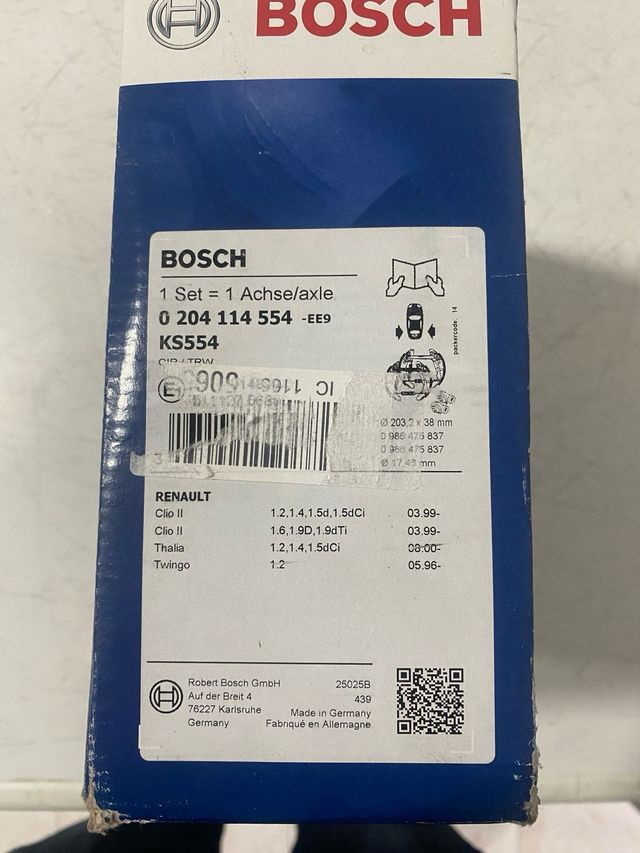 BOSCH
BOSCH
1 Set = 1 Achse/axle
0 204 114 554 -EE9
KS554
packercode: 14
E1
IC
Ø 203,2 x 38 mm
0 986 475 837
0 986 475 837
Ø 17,46 mm
3
RENAULT
Clio II 1.2,1.4,1.5d,1.5dCi 03.99-
Clio II 1.6,1.9D,1.9dTi 03.99-
Thalia 1.2,1.4,1.5dCi 08.00-
Twingo 1.2 05.96-
Robert Bosch GmbH 25025B
Auf der Breit 4 439
76227 Karlsruhe Made in Germany
Germany Fabriqué en Allemagne